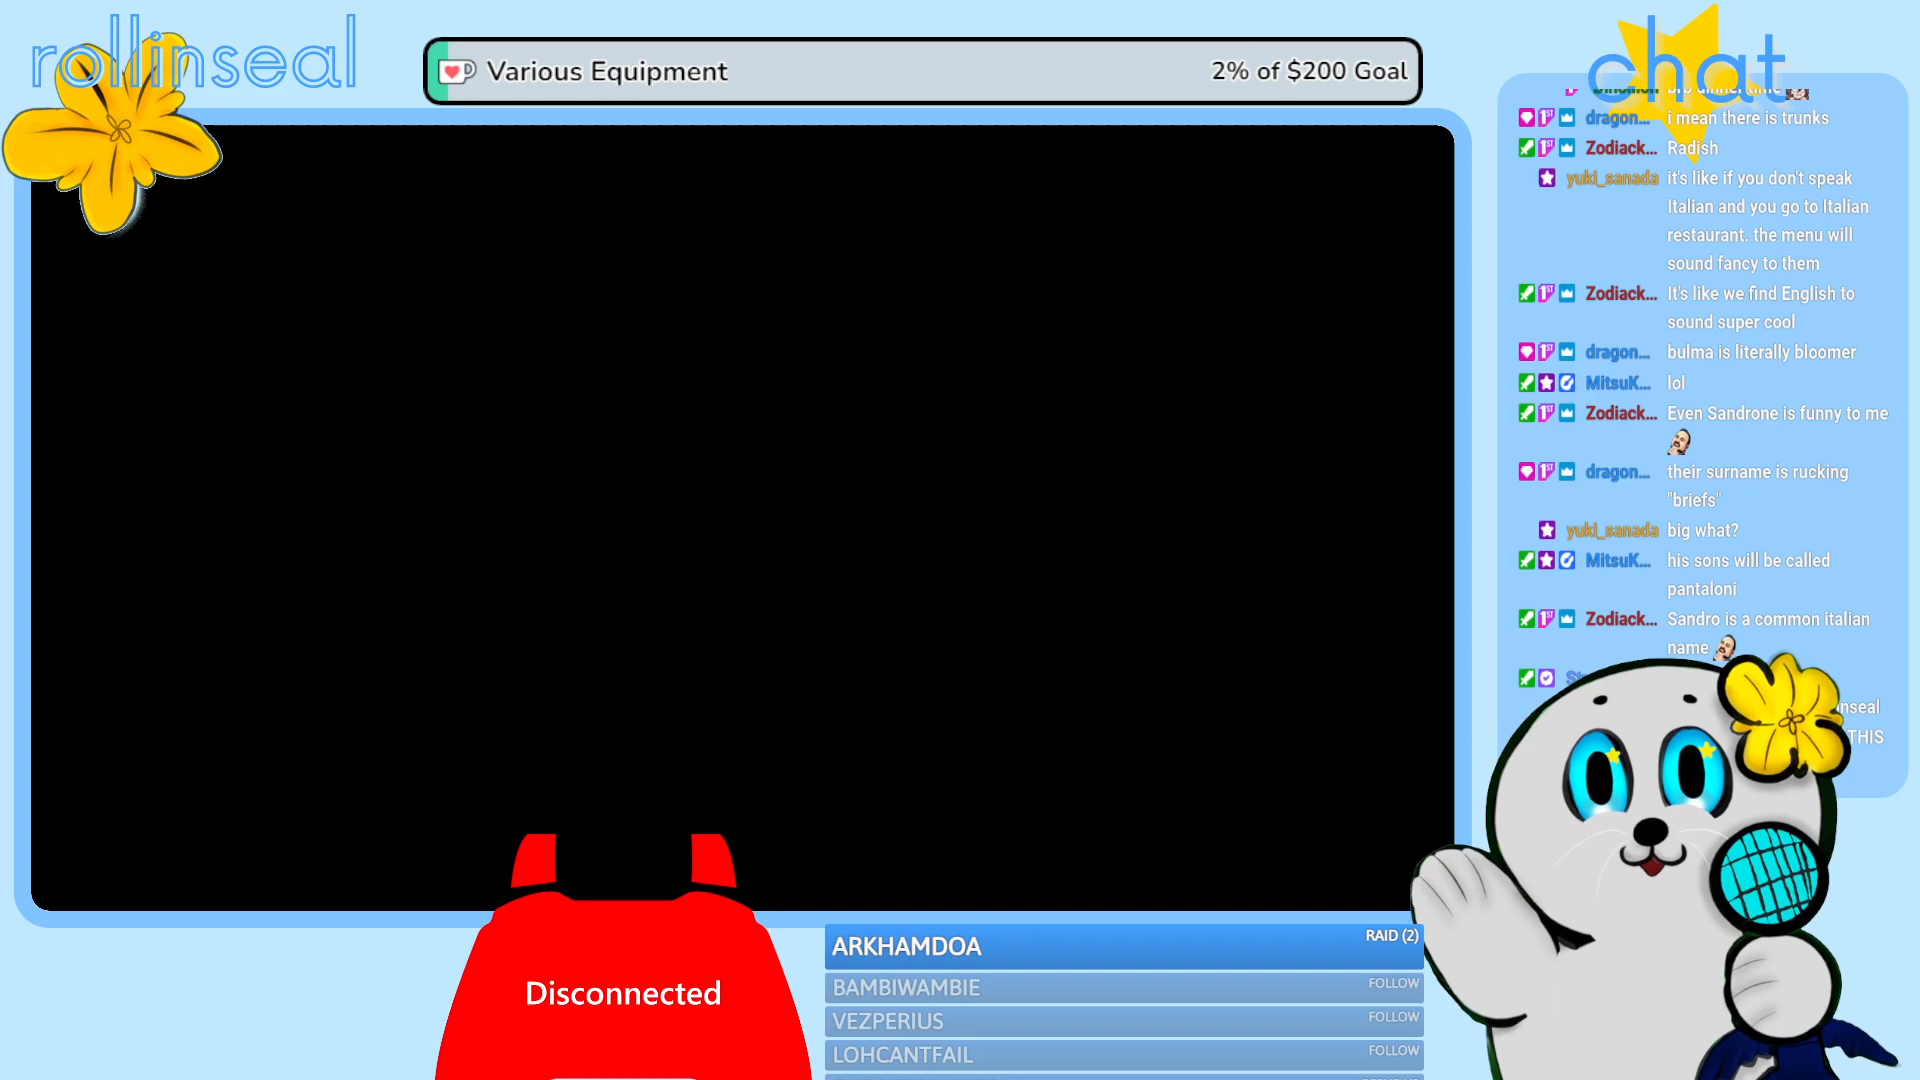 rollinseal
Various Equipment
2% of $200 Goal
chat
dragon... i mean there is trunks
Zodiack... Radish
yuki_sanada it's like if you don't speak
Italian and you go to Italian
restaurant. the menu will
sound fancy to them
Zodiack... It's like we find English to
sound super cool
dragon... bulma is literally bloomer
MitsuK... lol
Zodiack... Even Sandrone is funny to me
dragon... their surname is rucking
"briefs"
yuki_sanada big what?
MitsuK... his sons will be called
pantaloni
Zodiack... Sandro is a common italian
name
nseal
THIS
Disconnected
ARKHAMDOA RAID (2)
BAMBIWAMBIE FOLLOW
VEZPERIUS FOLLOW
LOHCANTFAIL FOLLOW